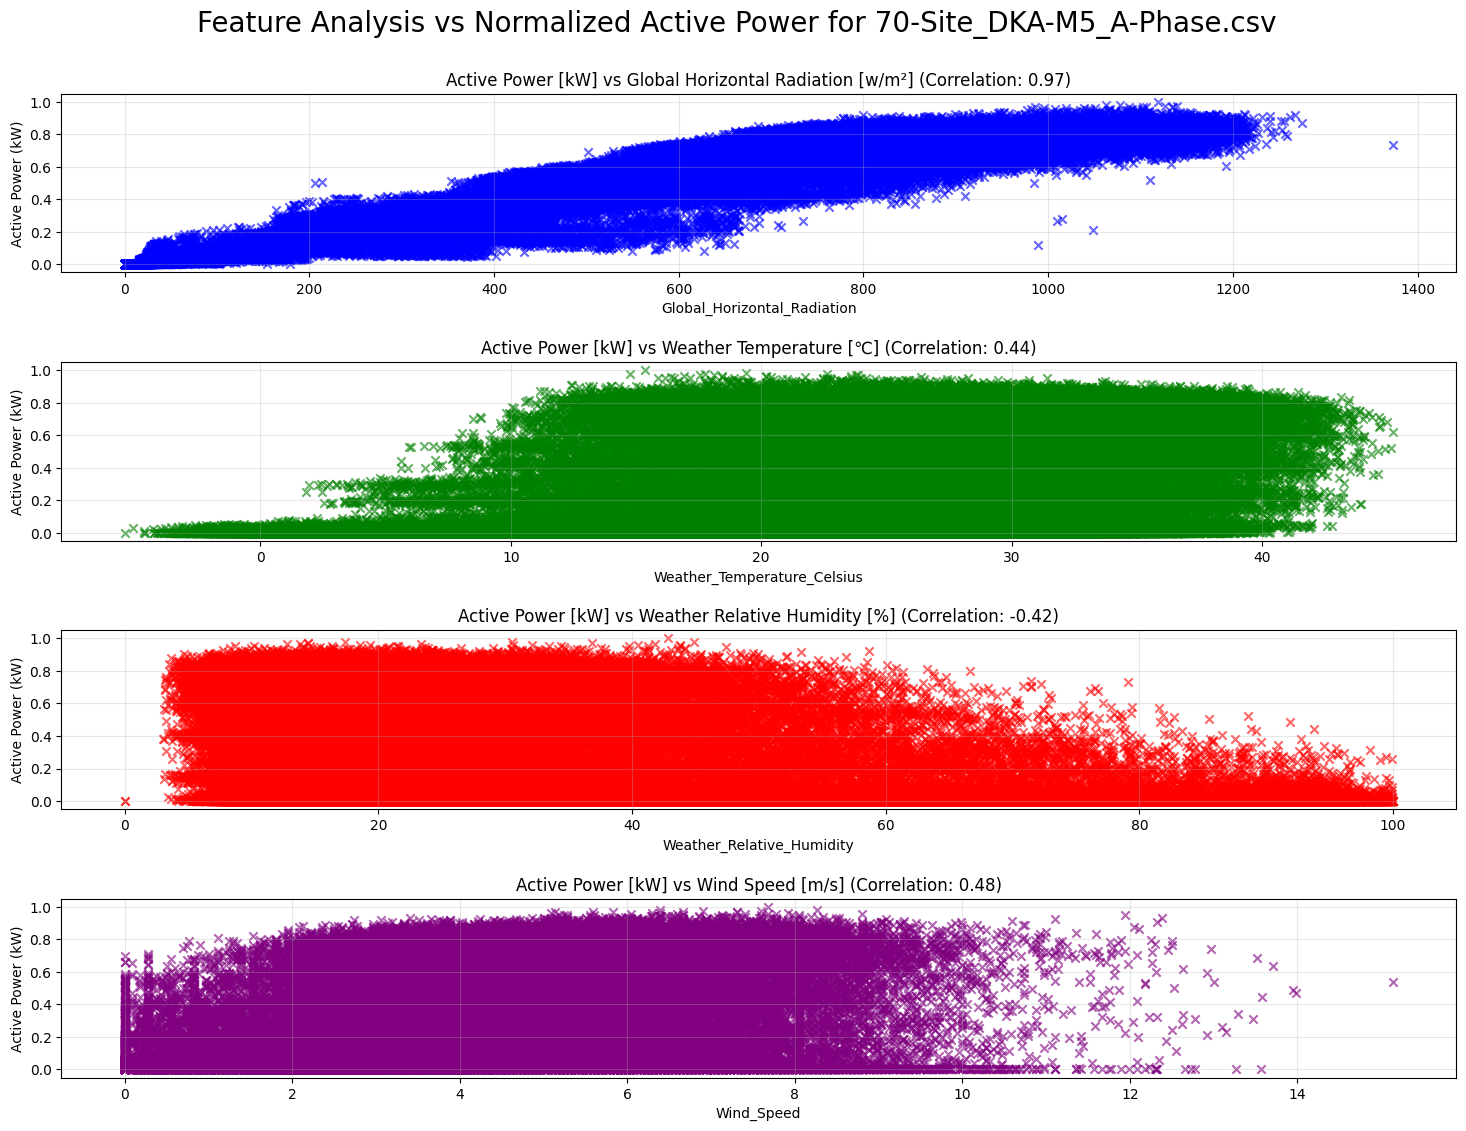 Feature Analysis vs Normalized Active Power for 70-Site_DKA-M5_A-Phase.csv
Active Power [kW] vs Global Horizontal Radiation [w/m²] (Correlation: 0.97)
Active Power (kW)
1.0
0.8
0.6
0.4
0.2
0.0
0 200 400 600 800 1000 1200 1400
Global_Horizontal_Radiation
Active Power [kW] vs Weather Temperature [℃] (Correlation: 0.44)
Active Power (kW)
1.0
0.8
0.6
0.4
0.2
0.0
0 10 20 30 40
Weather_Temperature_Celsius
Active Power [kW] vs Weather Relative Humidity [%] (Correlation: -0.42)
Active Power (kW)
1.0
0.8
0.6
0.4
0.2
0.0
0 20 40 60 80 100
Weather_Relative_Humidity
Active Power [kW] vs Wind Speed [m/s] (Correlation: 0.48)
Active Power (kW)
1.0
0.8
0.6
0.4
0.2
0.0
0 2 4 6 8 10 12 14
Wind_Speed